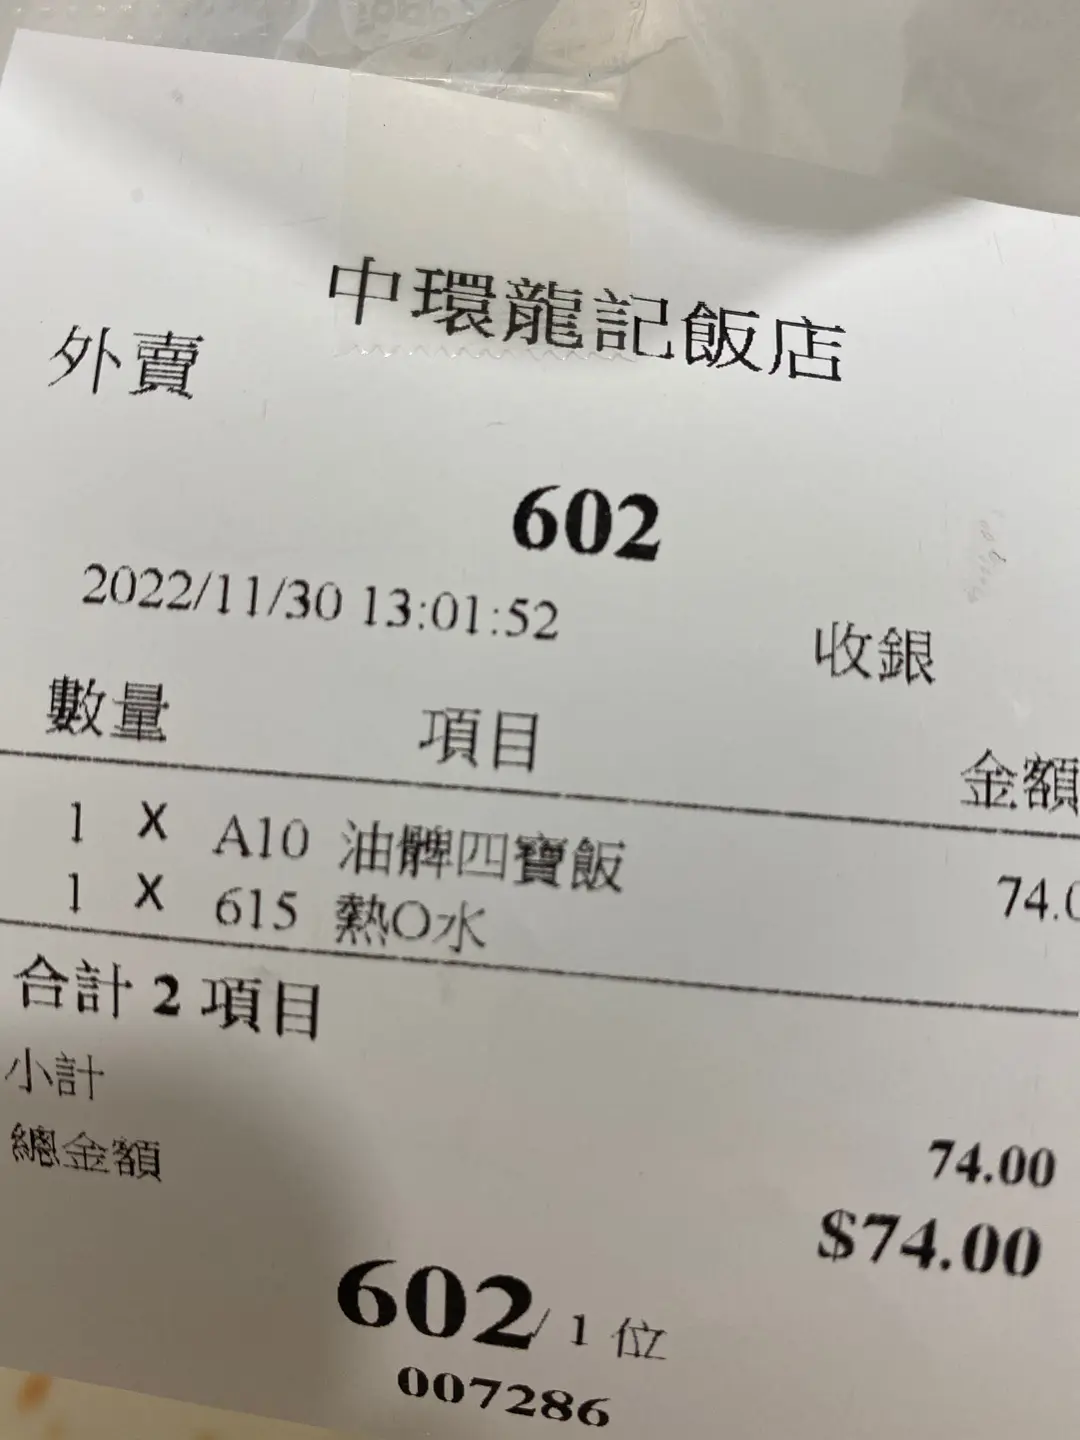 中環龍記飯店
外賣
602
2022/11/30 13:01:52 收銀
數量 項目 金額
1 X A10 油髀四寶飯 74.0
1 X 615 熱O水
合計 2 項目
小計 74.00
總金額 $74.00
602/ 1 位
007286